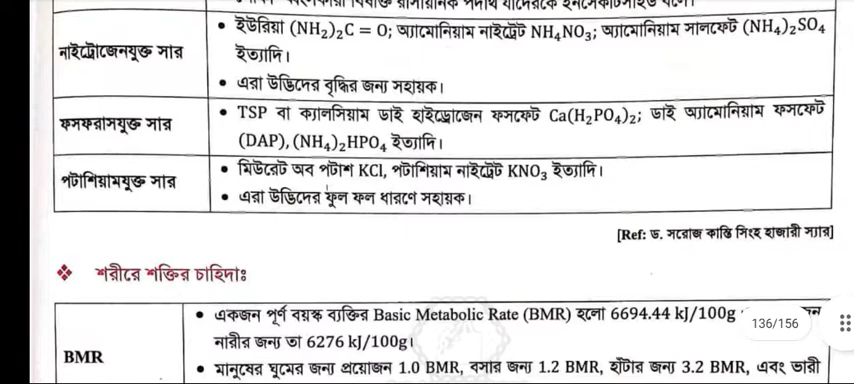 নাইট্রোজেনযুক্ত সার
• ইউরিয়া (NH₂)₂C = O; অ্যামোনিয়াম নাইট্রেট NH₄NO₃; অ্যামোনিয়াম সালফেট (NH₄)₂SO₄
ইত্যাদি।
• এরা উদ্ভিদের বৃদ্ধির জন্য সহায়ক।
ফসফরাসযুক্ত সার
• TSP বা ক্যালসিয়াম ডাই হাইড্রোজেন ফসফেট Ca(H₂PO₄)₂; ডাই অ্যামোনিয়াম ফসফেট
(DAP), (NH₄)₂HPO₄ ইত্যাদি।
পটাশিয়ামযুক্ত সার
• মিউরেট অব পটাশ KCl, পটাশিয়াম নাইট্রেট KNO₃ ইত্যাদি।
• এরা উদ্ভিদের ফুল ফল ধারণে সহায়ক।
[Ref: ড. সরোজ কান্তি সিংহ হাজারী স্যার]
❖ শরীরে শক্তির চাহিদাঃ
BMR
• একজন পূর্ণ বয়স্ক ব্যক্তির Basic Metabolic Rate (BMR) হলো 6694.44 kJ/100g
136/156
নারীর জন্য তা 6276 kJ/100g।
• মানুষের ঘুমের জন্য প্রয়োজন 1.0 BMR, বসার জন্য 1.2 BMR, হাঁটার জন্য 3.2 BMR, এবং ভারী